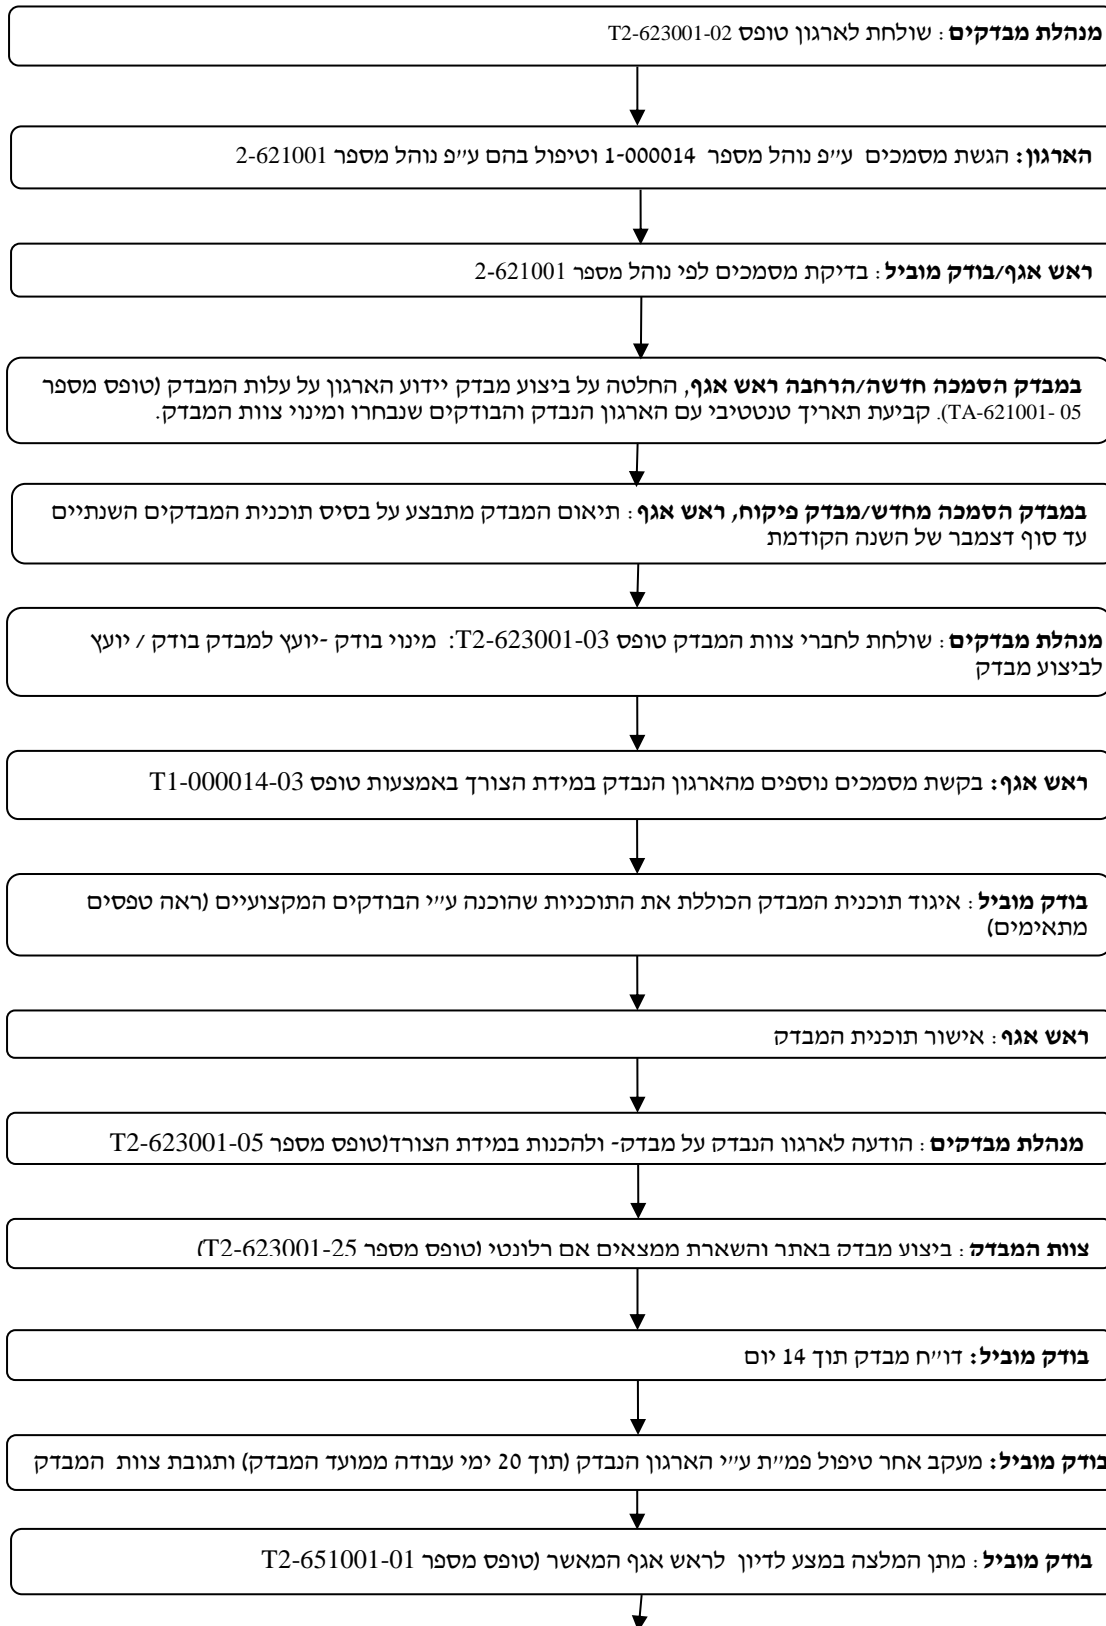 מנהלת מבדקים: שולחת לארגון טופס T2-623001-02
הארגון: הגשת מסמכים ע״פ נוהל מספר 1-000014 וטיפול בהם ע״פ נוהל מספר 2-621001
ראש אגף/בודק מוביל: בדיקת מסמכים לפי נוהל מספר 2-621001
במבדק הסמכה חדשה/הרחבה ראש אגף, החלטה על ביצוע מבדק יידוע הארגון על עלות המבדק (טופס מספר
TA-621001- 05). קביעת תאריך טנטטיבי עם הארגון הנבדק והבודקים שנבחרו ומינוי צוות המבדק.
במבדק הסמכה מחדש/מבדק פיקוח, ראש אגף: תיאום המבדק מתבצע על בסיס תוכנית המבדקים השנתיים
עד סוף דצמבר של השנה הקודמת
מנהלת מבדקים: שולחת לחברי צוות המבדק טופס T2-623001-03: מינוי בודק -יועץ למבדק בודק / יועץ
לביצוע מבדק
ראש אגף: בקשת מסמכים נוספים מהארגון הנבדק במידת הצורך באמצעות טופס T1-000014-03
בודק מוביל: איגוד תוכנית המבדק הכוללת את התוכניות שהוכנה ע״י הבודקים המקצועיים (ראה טפסים
מתאימים)
ראש אגף: אישור תוכנית המבדק
מנהלת מבדקים: הודעה לארגון הנבדק על מבדק- ולהכנות במידת הצורך(טופס מספר T2-623001-05
צוות המבדק: ביצוע מבדק באתר והשארת ממצאים אם רלונטי (טופס מספר T2-623001-25)
בודק מוביל: דו״ח מבדק תוך 14 יום
בודק מוביל: מעקב אחר טיפול פמ״ת ע״י הארגון הנבדק (תוך 20 ימי עבודה ממועד המבדק) ותגובת צוות המבדק
בודק מוביל: מתן המלצה במצע לדיון לראש אגף המאשר (טופס מספר T2-651001-01